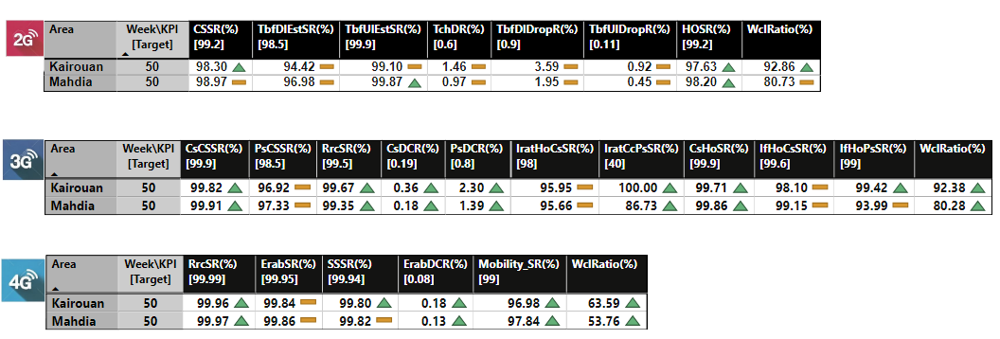 2G
Area Week\KPI CSSR(%) TbfDlEstSR(%) TbfUlEstSR(%) TchDR(%) TbfDlDropR(%) TbfUlDropR(%) HOSR(%) WclRatio(%)
[Target] [99.2] [98.5] [99.9] [0.6] [0.9] [0.11] [99.2]
Kairouan 50 98.30 94.42 99.10 1.46 3.59 0.92 97.63 92.86
Mahdia 50 98.97 96.98 99.87 0.97 1.95 0.45 98.20 80.73
3G
Area Week\KPI CsCSSR(%) PsCSSR(%) RrcSR(%) CsDCR(%) PsDCR(%) IratHoCsSR(%) IratCcPsSR(%) CsHoSR(%) IfHoCsSR(%) IfHoPsSR(%) WclRatio(%)
[Target] [99.9] [98.5] [99.5] [0.19] [0.8] [98] [40] [99.9] [99.6] [99]
Kairouan 50 99.82 96.92 99.67 0.36 2.30 95.95 100.00 99.71 98.10 99.42 92.38
Mahdia 50 99.91 97.33 99.35 0.18 1.39 95.66 86.73 99.86 99.15 93.99 80.28
4G
Area Week\KPI RrcSR(%) ErabSR(%) SSSR(%) ErabDCR(%) Mobility_SR(%) WclRatio(%)
[Target] [99.99] [99.95] [99.94] [0.08] [99]
Kairouan 50 99.96 99.84 99.80 0.18 96.98 63.59
Mahdia 50 99.97 99.86 99.82 0.13 97.84 53.76